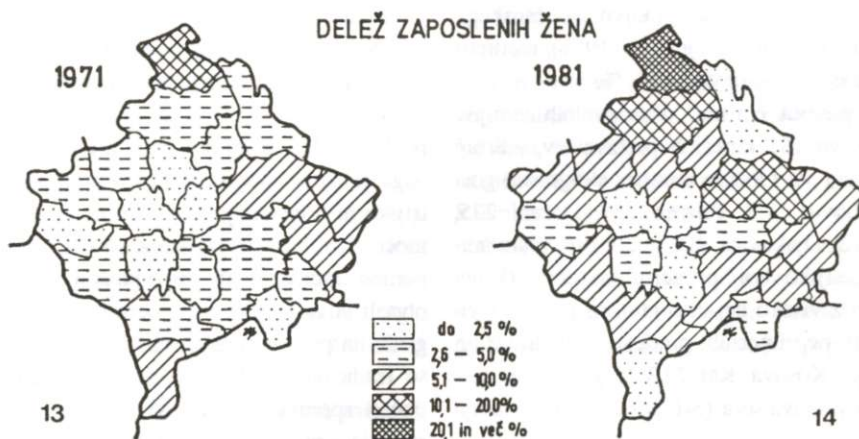 DELEŽ ZAPOSLENIH ŽENA
1971
1981
do 2,5 %
2,6 – 5,0 %
5,1 – 10,0 %
10,1 – 20,0%
20,1 in več %
13
14